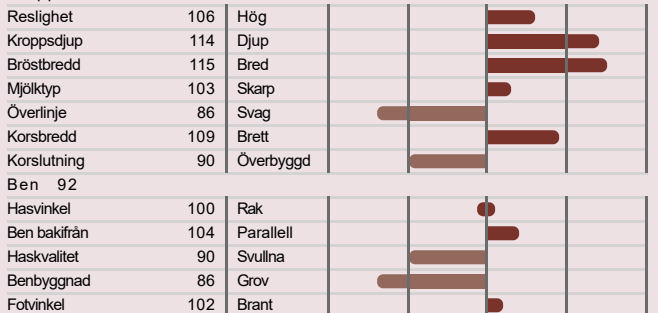 Reslighet 106 Hög
Kroppsdjup 114 Djup
Bröstbredd 115 Bred
Mjölktyp 103 Skarp
Överlinje 86 Svag
Korsbredd 109 Brett
Korslutning 90 Överbyggd
Ben 92
Hasvinkel 100 Rak
Ben bakifrån 104 Parallell
Haskvalitet 90 Svullna
Benbyggnad 86 Grov
Fotvinkel 102 Brant